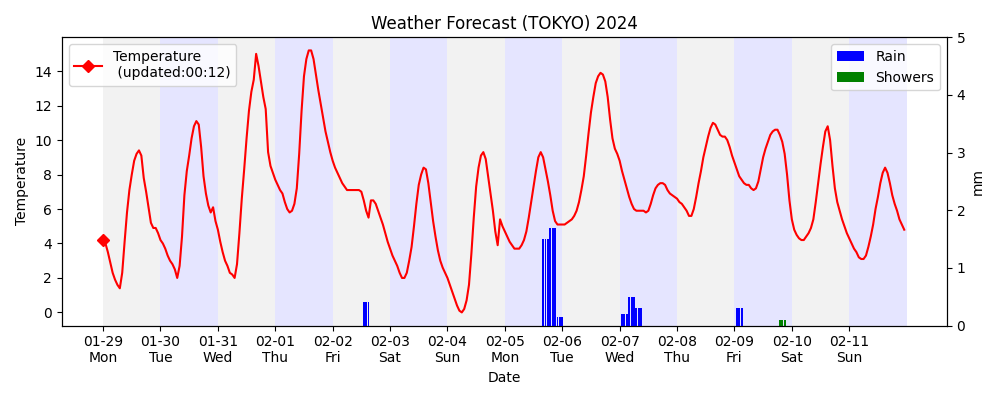 Weather Forecast (TOKYO) 2024
Temperature
(updated:00:12)
Rain
Showers
Temperature
14
12
10
8
6
4
2
0
5
4
3
2
1
0
mm
01-29 01-30 01-31 02-01 02-02 02-03 02-04 02-05 02-06 02-07 02-08 02-09 02-10 02-11
Mon Tue Wed Thu Fri Sat Sun Mon Tue Wed Thu Fri Sat Sun
Date